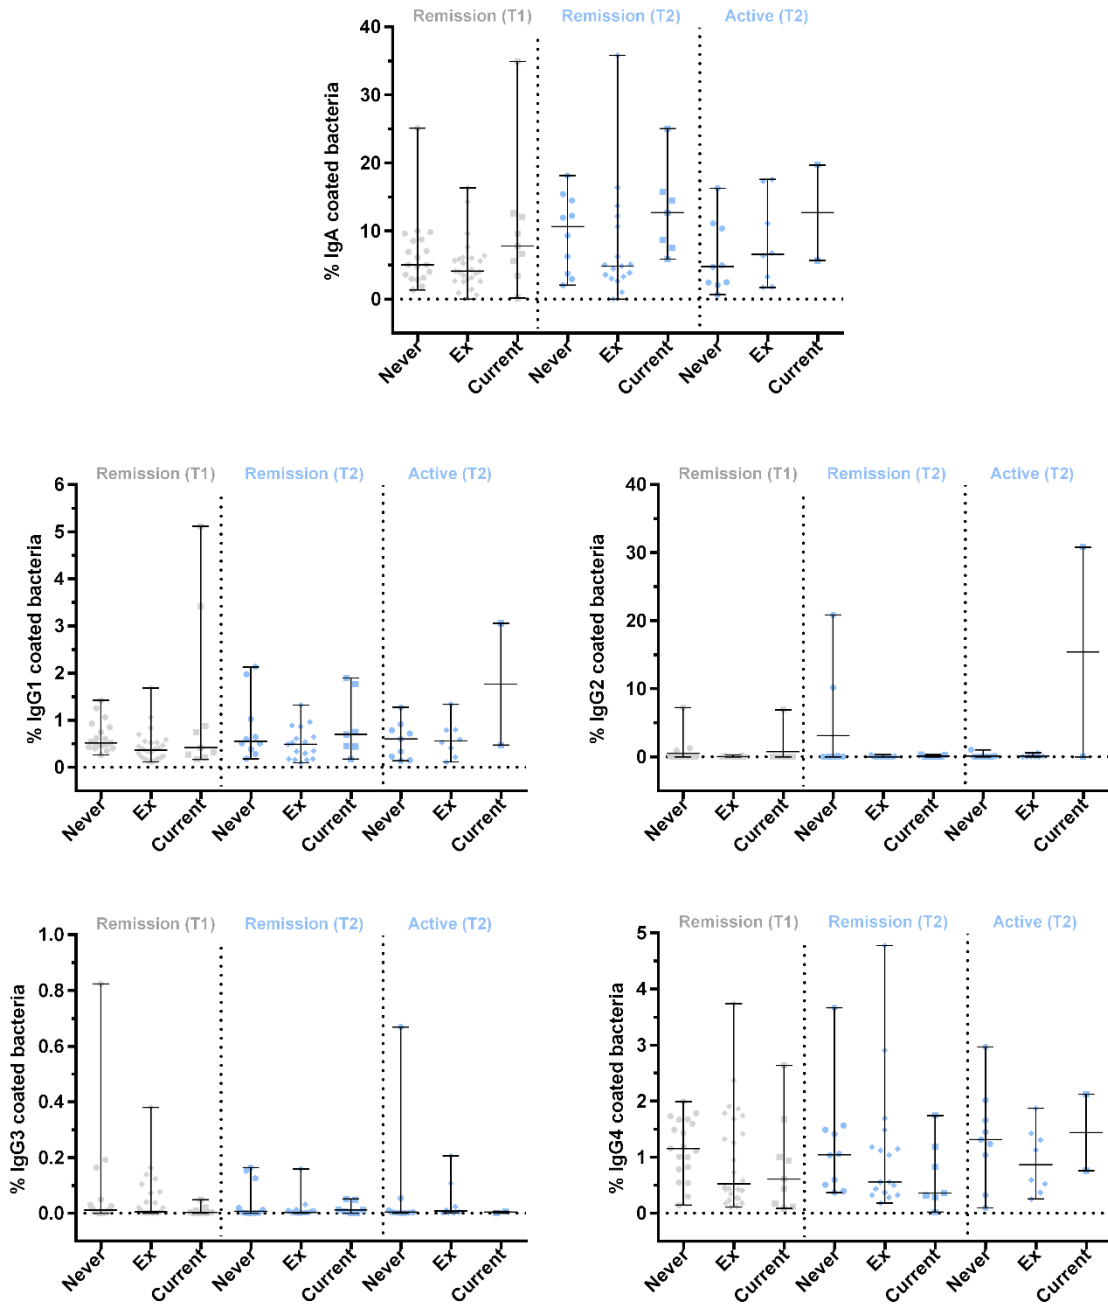 Remission (T1) Remission (T2) Active (T2)
% IgA coated bacteria
40
30
20
10
0
Never Ex Current Never Ex Current Never Ex Current
Remission (T1) Remission (T2) Active (T2)
% IgG1 coated bacteria
6
5
4
3
2
1
0
Never Ex Current Never Ex Current Never Ex Current
Remission (T1) Remission (T2) Active (T2)
% IgG2 coated bacteria
40
30
20
10
0
Never Ex Current Never Ex Current Never Ex Current
Remission (T1) Remission (T2) Active (T2)
% IgG3 coated bacteria
1.0
0.8
0.6
0.4
0.2
0.0
Never Ex Current Never Ex Current Never Ex Current
Remission (T1) Remission (T2) Active (T2)
% IgG4 coated bacteria
5
4
3
2
1
0
Never Ex Current Never Ex Current Never Ex Current